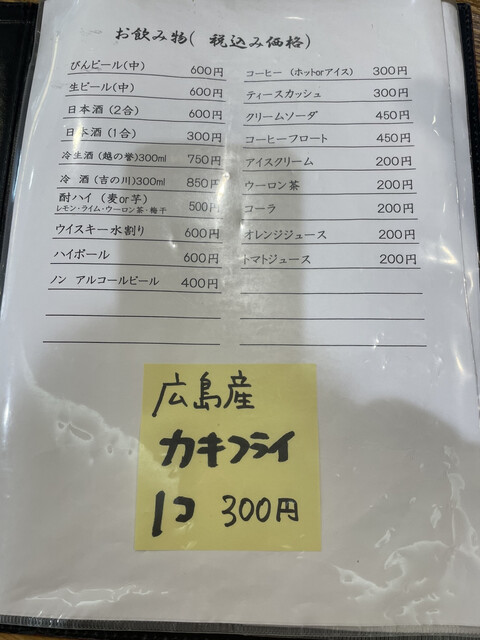 お飲み物( 税込み価格)
びんビール(中) 600円
生ビール(中) 600円
日本酒(2合) 600円
日本酒(1合) 300円
冷生酒(越の誉)300ml 750円
冷 酒(吉の川)300ml 850円
酎ハイ (麦or芋) 500円
レモン・ライム・ウーロン茶・梅干
ウイスキー水割り 600円
ハイボール 600円
ノン アルコールビール 400円
コーヒー (ホットorアイス) 300円
ティースカッシュ 300円
クリームソーダ 450円
コーヒーフロート 450円
アイスクリーム 200円
ウーロン茶 200円
コーラ 200円
オレンジジュース 200円
トマトジュース 200円
広島産
カキフライ
1コ 300円